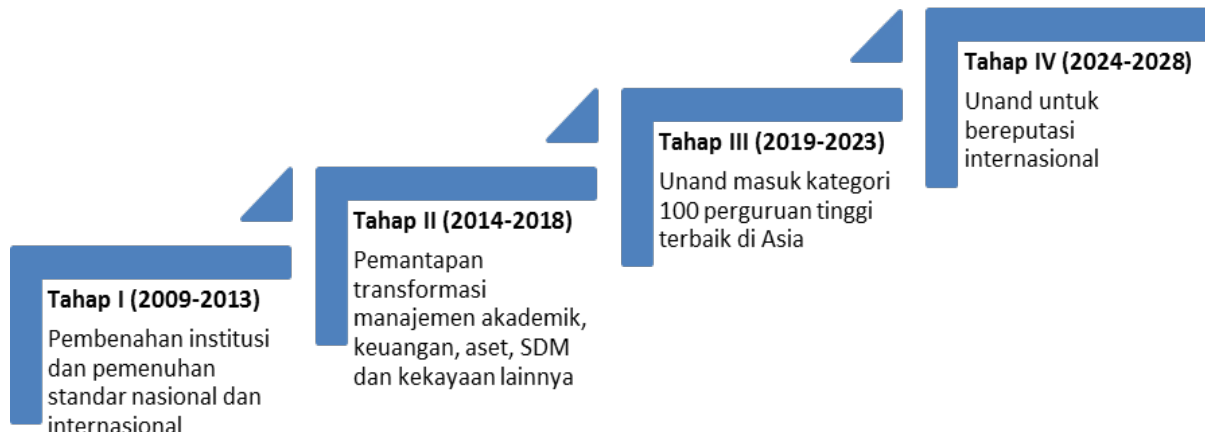 Tahap I (2009-2013)
Pembenahan institusi
dan pemenuhan
standar nasional dan
internasional
Tahap II (2014-2018)
Pemantapan
transformasi
manajemen akademik,
keuangan, aset, SDM
dan kekayaan lainnya
Tahap III (2019-2023)
Unand masuk kategori
100 perguruan tinggi
terbaik di Asia
Tahap IV (2024-2028)
Unand untuk
bereputasi
internasional